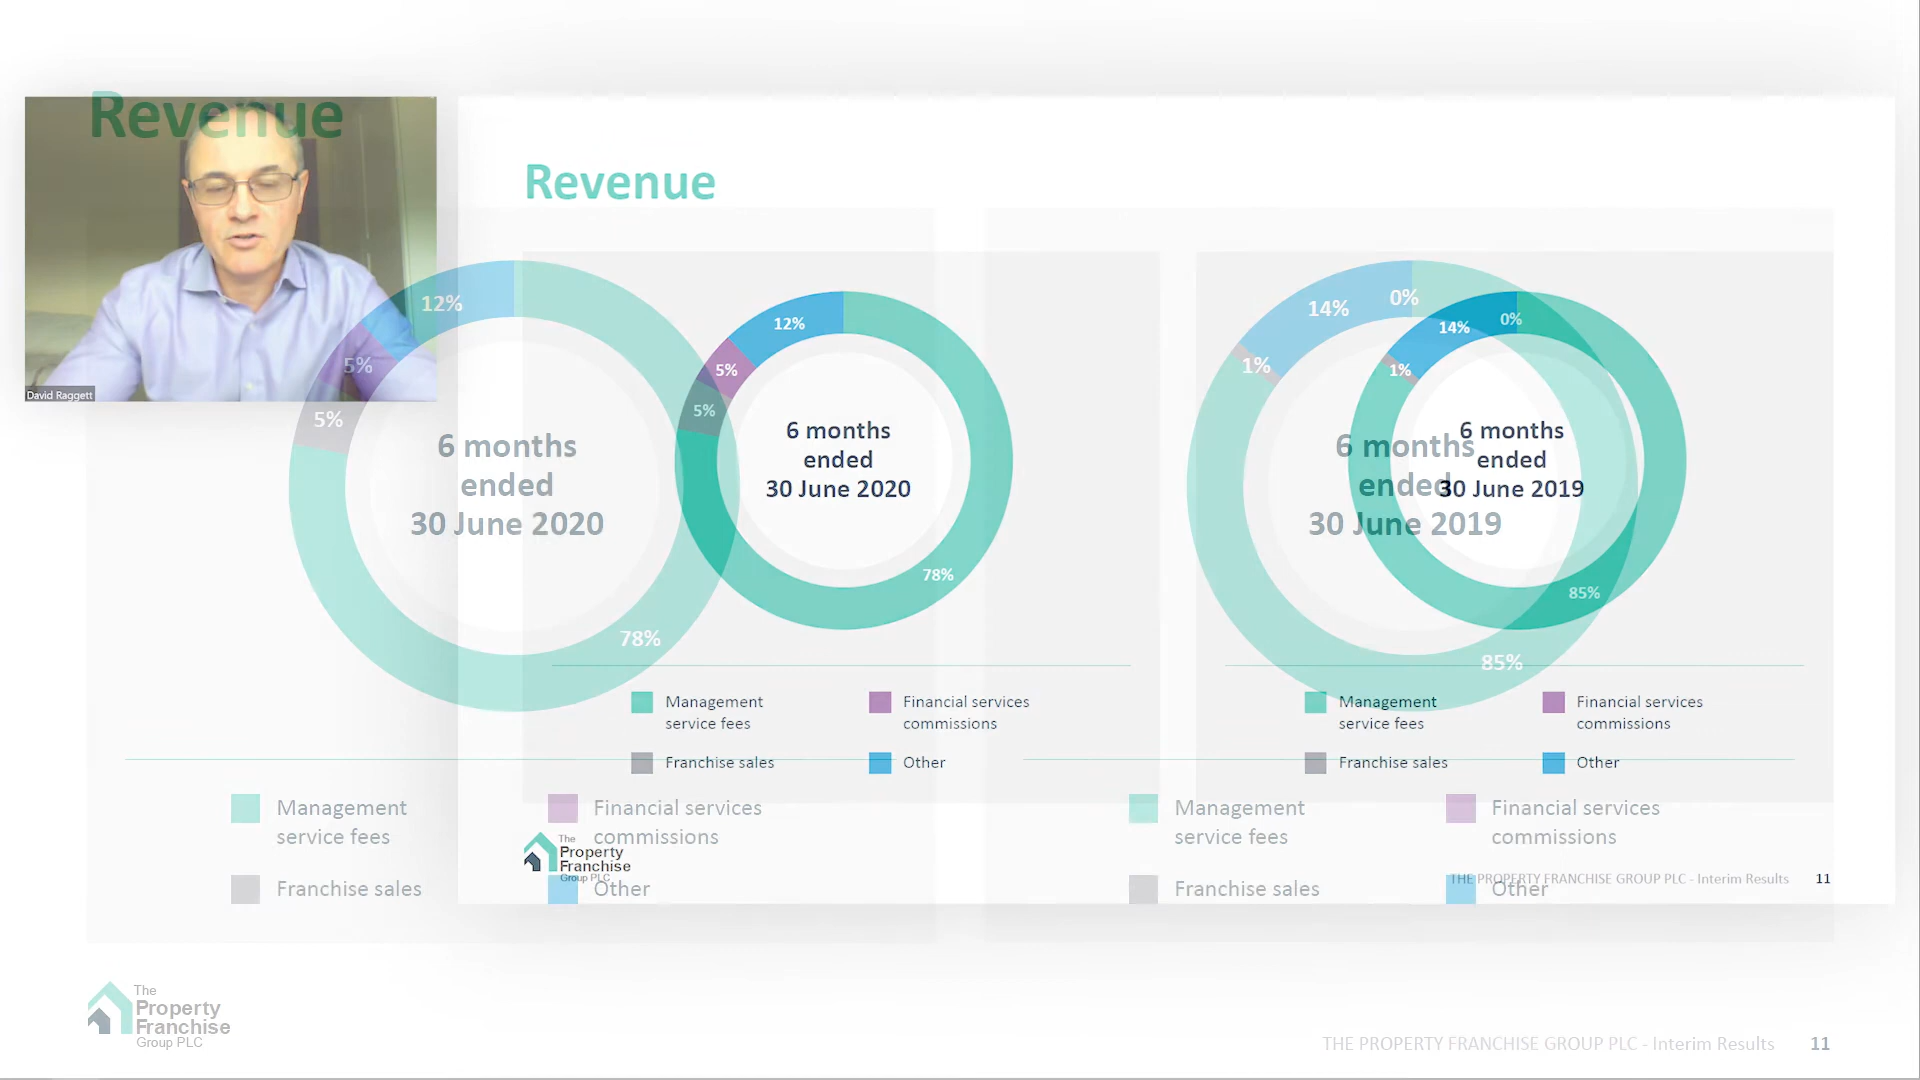 Revenue
David Raggett
12%
5%
5%
6 months
ended
30 June 2020
78%
14%
0%
1%
6 months
ended
30 June 2019
85%
Management
service fees
Financial services
commissions
Franchise sales
Other
Management
service fees
Financial services
commissions
Franchise sales
Other
The
Property
Franchise
Group PLC
THE PROPERTY FRANCHISE GROUP PLC - Interim Results
11
Revenue
12%
5%
5%
6 months
ended
30 June 2020
78%
14%
0%
1%
6 months
ended
30 June 2019
85%
Management
service fees
Financial services
commissions
Franchise sales
Other
Management
service fees
Financial services
commissions
Franchise sales
Other
The
Property
Franchise
Group PLC
THE PROPERTY FRANCHISE GROUP PLC - Interim Results
11